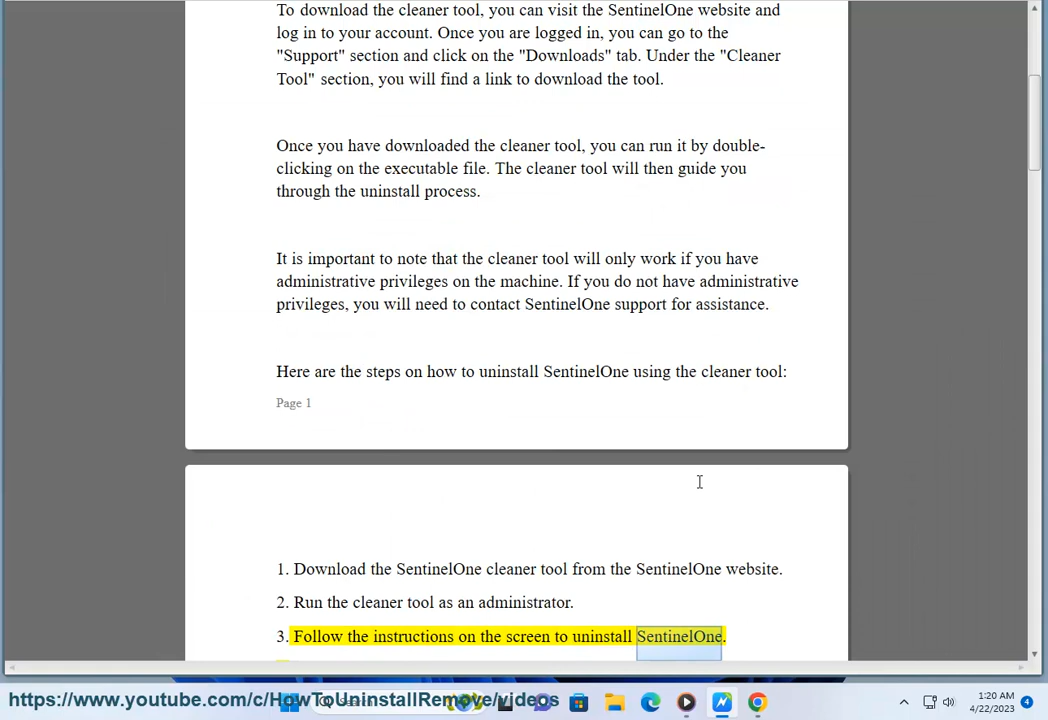 To download the cleaner tool, you can visit the SentinelOne website and
log in to your account. Once you are logged in, you can go to the
"Support" section and click on the "Downloads" tab. Under the "Cleaner
Tool" section, you will find a link to download the tool.
Once you have downloaded the cleaner tool, you can run it by double-
clicking on the executable file. The cleaner tool will then guide you
through the uninstall process.
It is important to note that the cleaner tool will only work if you have
administrative privileges on the machine. If you do not have administrative
privileges, you will need to contact SentinelOne support for assistance.
Here are the steps on how to uninstall SentinelOne using the cleaner tool:
Page 1
1. Download the SentinelOne cleaner tool from the SentinelOne website.
2. Run the cleaner tool as an administrator.
3. Follow the instructions on the screen to uninstall SentinelOne.
https://www.youtube.com/c/HowToUninstallRemove/videos
1:20 AM
4/22/2023
4